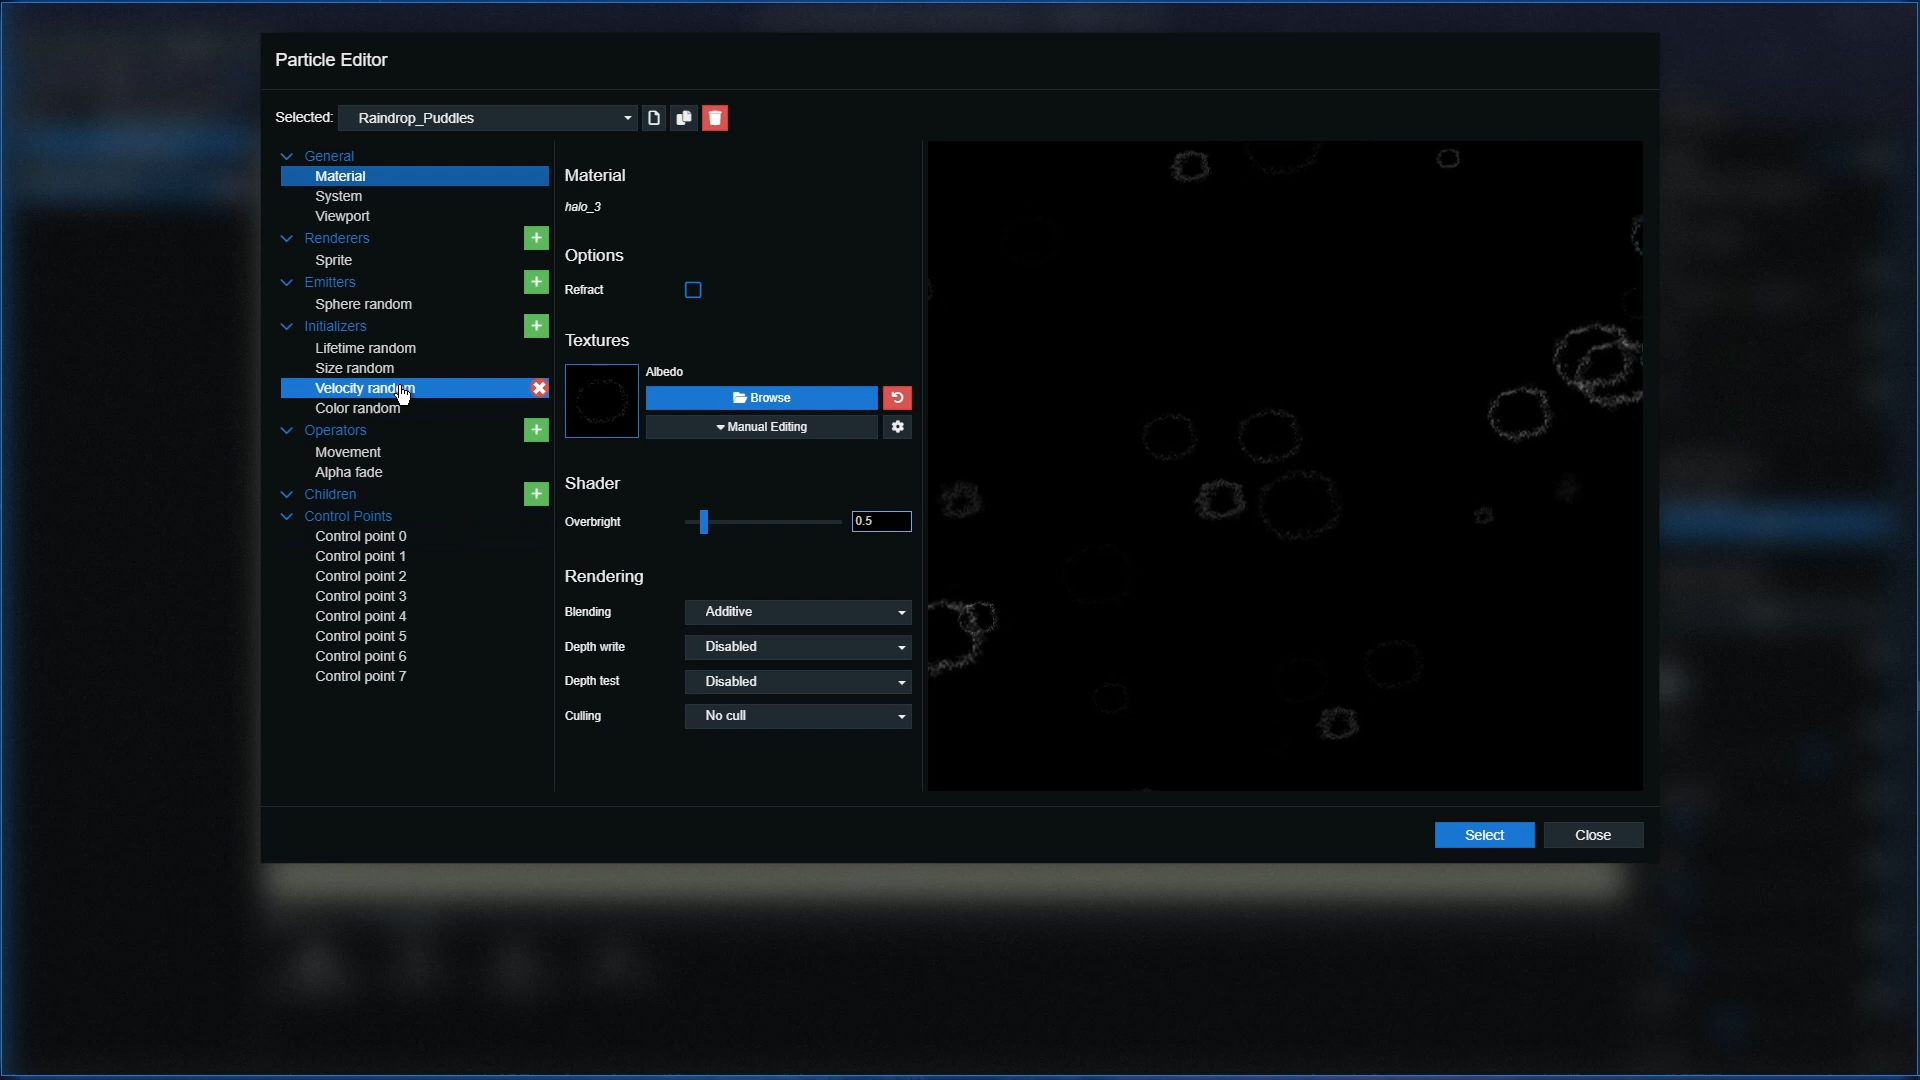 Particle Editor
Selected: Raindrop_Puddles
General
Material
System
Viewport
Renderers
Sprite
Emitters
Sphere random
Initializers
Lifetime random
Size random
Velocity random
Color random
Operators
Movement
Alpha fade
Children
Control Points
Control point 0
Control point 1
Control point 2
Control point 3
Control point 4
Control point 5
Control point 6
Control point 7
Material
halo_3
Options
Refract
Textures
Albedo
Browse
Manual Editing
Shader
Overbright 0.5
Rendering
Blending Additive
Depth write Disabled
Depth test Disabled
Culling No cull
Select Close